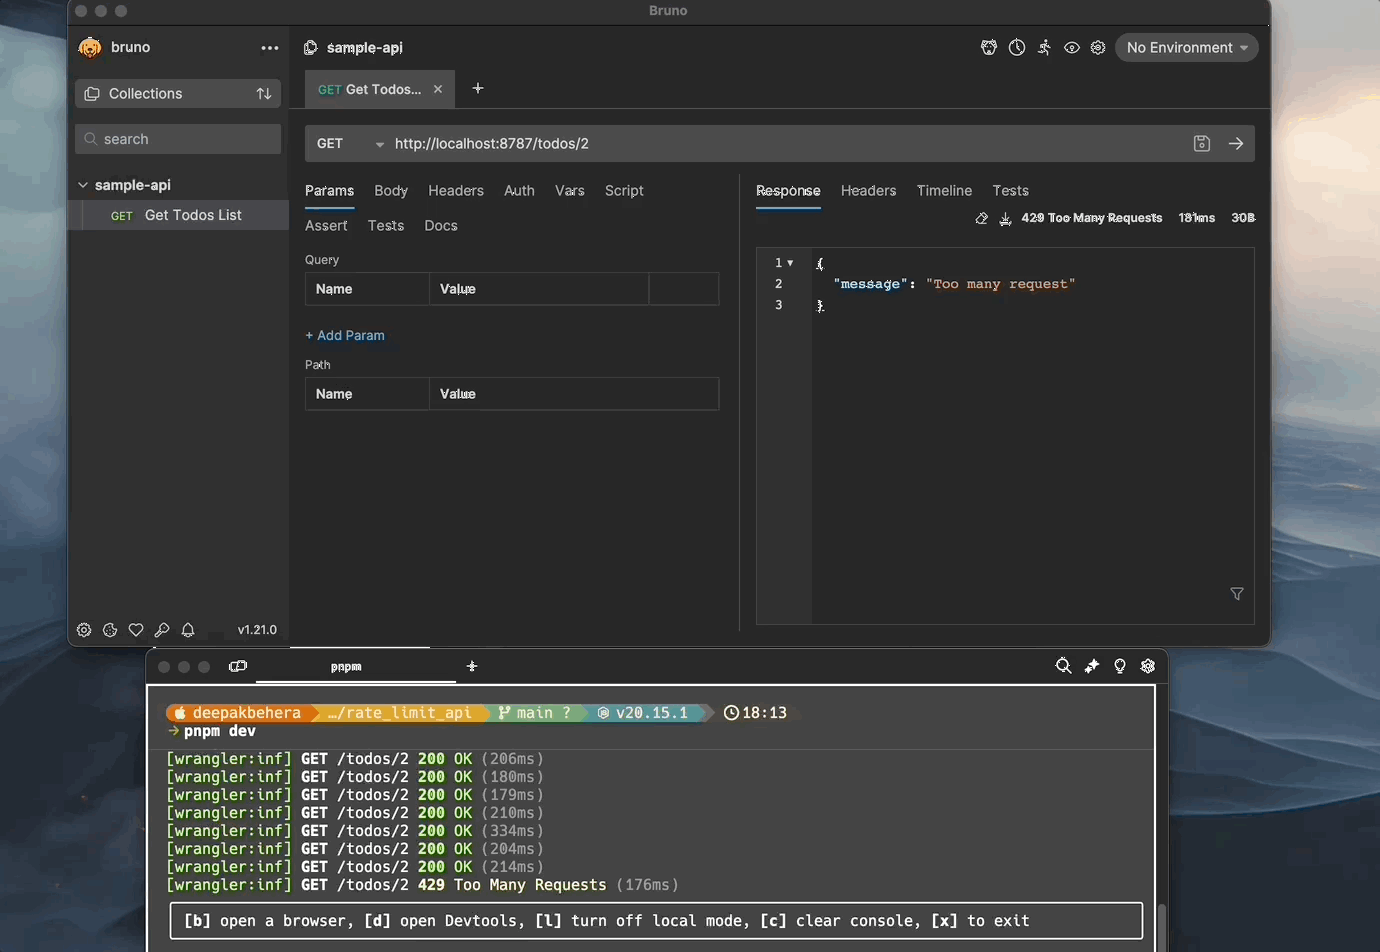 Bruno
bruno
sample-api
No Environment
Collections
GET Get Todos...
search
GET http://localhost:8787/todos/2
sample-api
GET Get Todos List
Params Body Headers Auth Vars Script
Assert Tests Docs
Query
Name Value
+ Add Param
Path
Name Value
Response Headers Timeline Tests
429 Too Many Requests 181ms 30B
1 {
2 "message": "Too many request"
3 }
v1.21.0
pnpm
deepakbehera …/rate_limit_api main ? v20.15.1 18:13
→ pnpm dev
[wrangler:inf] GET /todos/2 200 OK (206ms)
[wrangler:inf] GET /todos/2 200 OK (180ms)
[wrangler:inf] GET /todos/2 200 OK (179ms)
[wrangler:inf] GET /todos/2 200 OK (210ms)
[wrangler:inf] GET /todos/2 200 OK (334ms)
[wrangler:inf] GET /todos/2 200 OK (204ms)
[wrangler:inf] GET /todos/2 200 OK (214ms)
[wrangler:inf] GET /todos/2 429 Too Many Requests (176ms)
[b] open a browser, [d] open Devtools, [l] turn off local mode, [c] clear console, [x] to exit